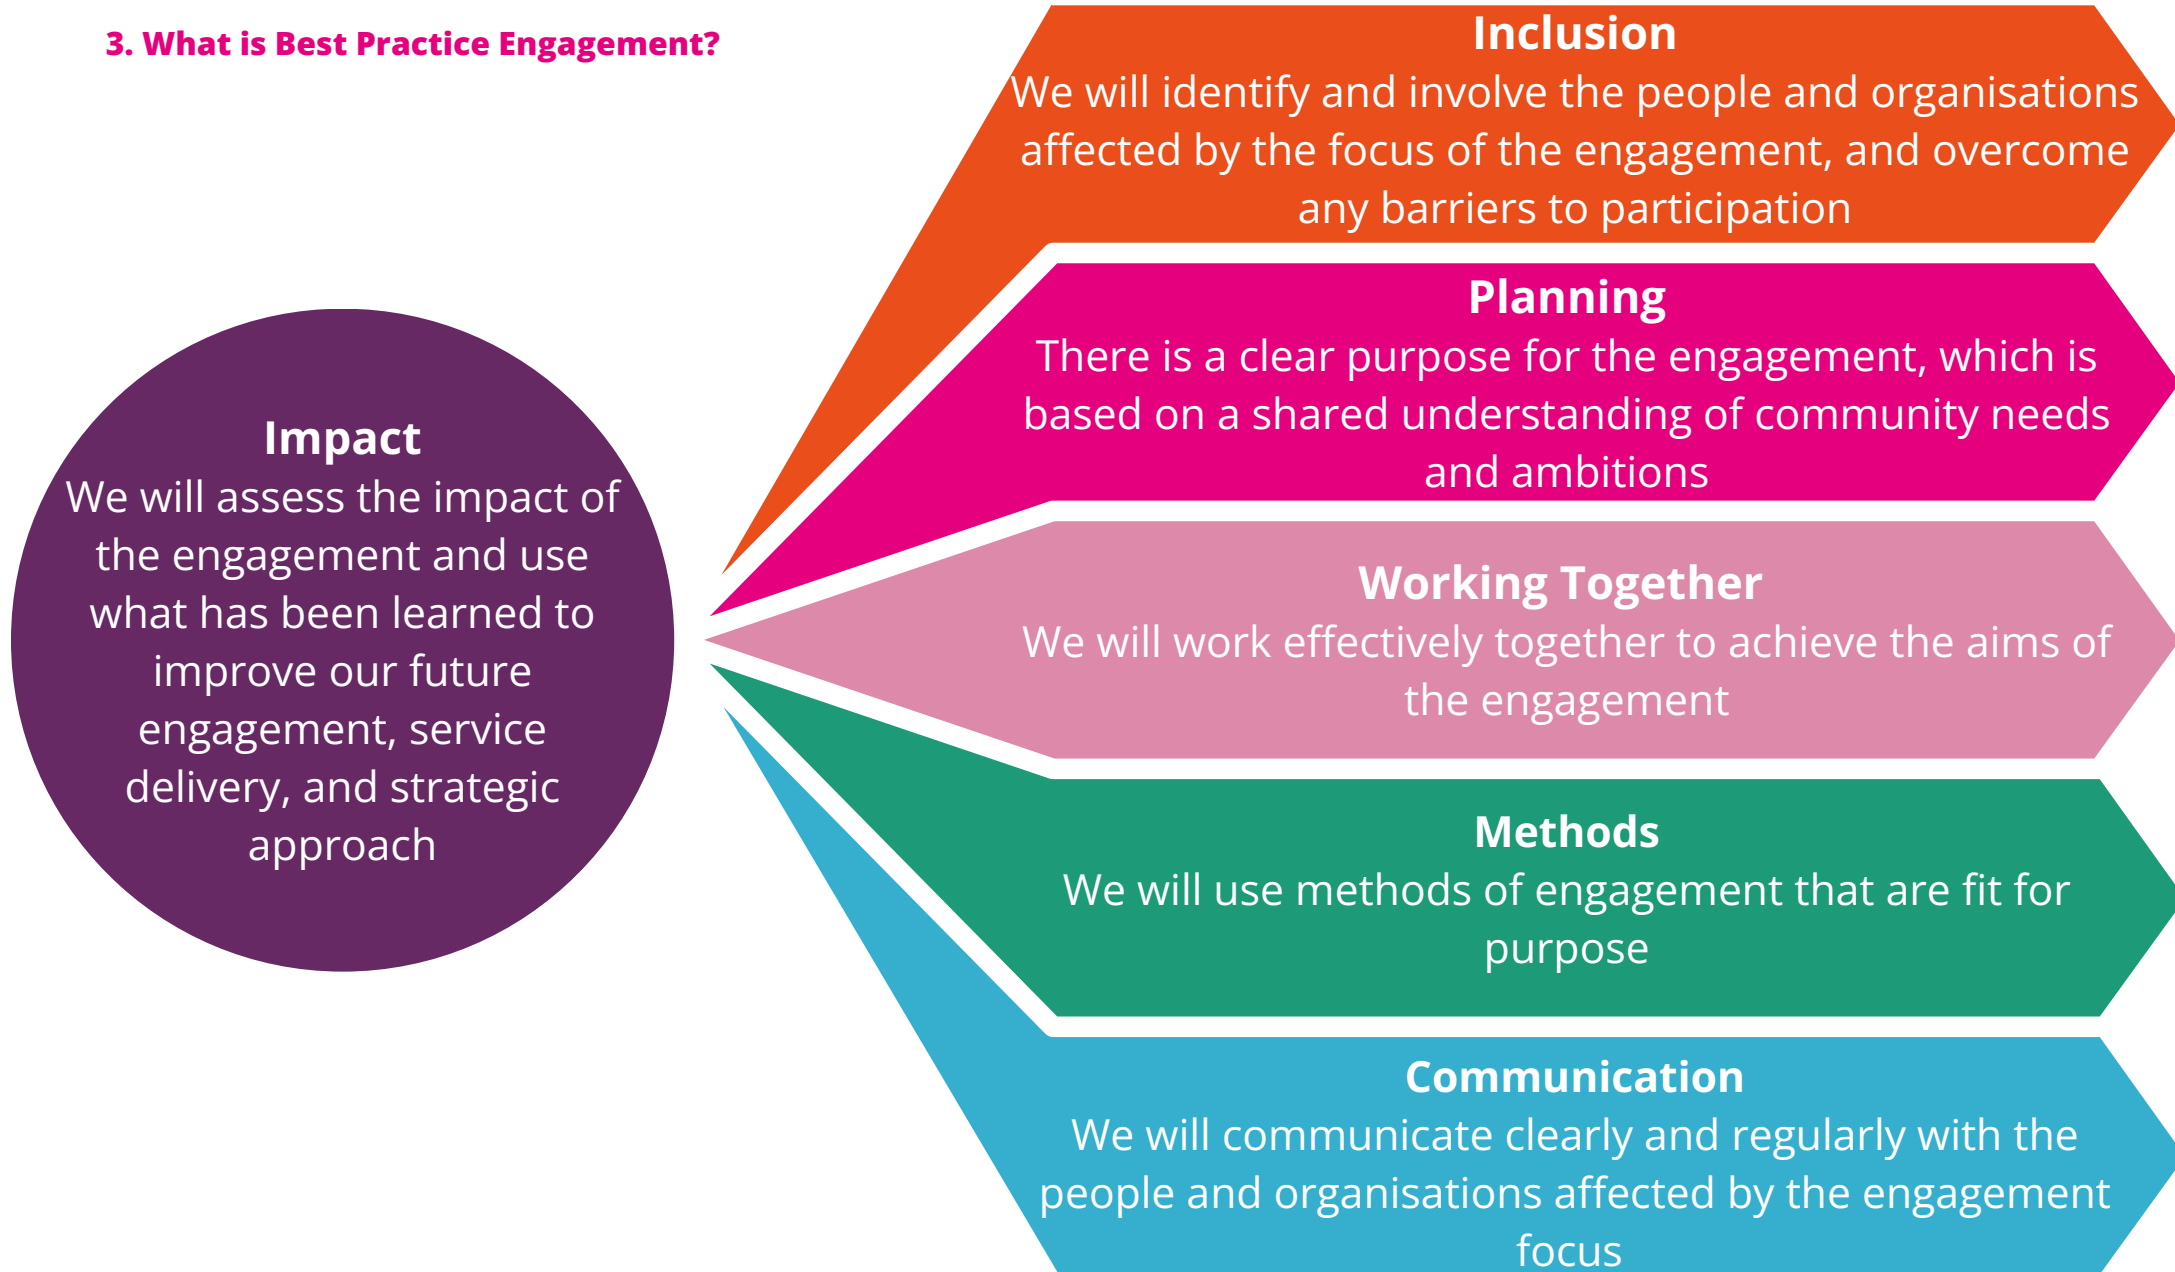 3. What is Best Practice Engagement?
Impact
We will assess the impact of
the engagement and use
what has been learned to
improve our future
engagement, service
delivery, and strategic
approach
Inclusion
We will identify and involve the people and organisations
affected by the focus of the engagement, and overcome
any barriers to participation
Planning
There is a clear purpose for the engagement, which is
based on a shared understanding of community needs
and ambitions
Working Together
We will work effectively together to achieve the aims of
the engagement
Methods
We will use methods of engagement that are fit for
purpose
Communication
We will communicate clearly and regularly with the
people and organisations affected by the engagement
focus